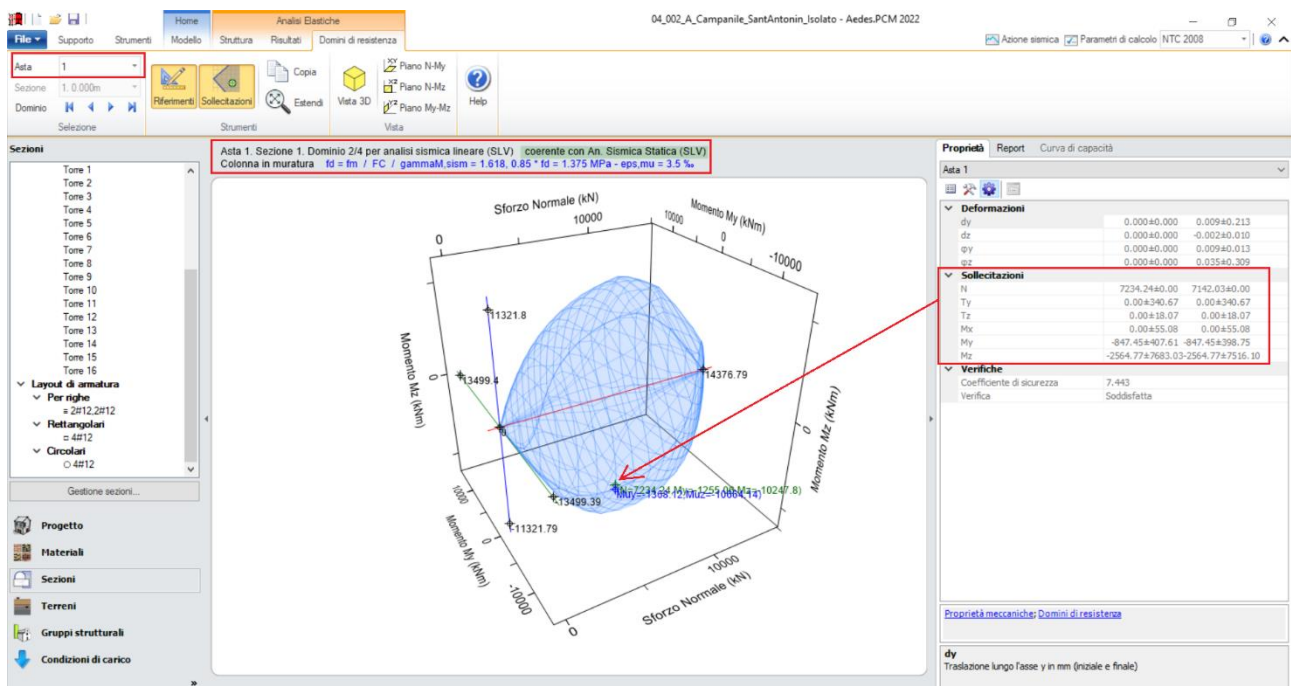 04_002_A_Campanile_SantAntonin_Isolato - Aedes.PCM 2022
Home Analisi Elastiche
File Supporto Strumenti Modello Struttura Risultati Domini di resistenza
Azione sismica Parametri di calcolo NTC 2008
Asta 1
Sezione 1. 0.000m
Dominio
Selezione
Riferimenti Sollecitazioni
Copia
Estendi
Strumenti
Vista 3D
XY Piano N-My
XZ Piano N-Mz
YZ Piano My-Mz
Vista
Help
Sezioni
Torre 1
Torre 2
Torre 3
Torre 4
Torre 5
Torre 6
Torre 7
Torre 8
Torre 9
Torre 10
Torre 11
Torre 12
Torre 13
Torre 14
Torre 15
Torre 16
Layout di armatura
Per righe
2#12,2#12
Rettangolari
4#12
Circolari
4#12
Gestione sezioni...
Progetto
Materiali
Sezioni
Terreni
Gruppi strutturali
Condizioni di carico
»
Asta 1. Sezione 1. Dominio 2/4 per analisi sismica lineare (SLV) coerente con An. Sismica Statica (SLV)
Colonna in muratura fd = fm / FC / gammaM,sism = 1.618, 0.85 * fd = 1.375 MPa - eps,mu = 3.5 ‰
Sforzo Normale (kN)
0
10000
Momento My (kNm)
10000
0
-10000
Momento Mz (kNm)
0
11321.8
13499.4
14376.79
0
-13499.39
-11321.79
(N=7234.24,My=-1255.06,Mz=-10247.8)
Momento Mz (kNm)
0
Momento My (kNm)
10000
0
-10000
Sforzo Normale (kN)
0
10000
Proprietà Report Curva di capacità
Asta 1
Deformazioni
dy 0.000±0.000 0.009±0.213
dz 0.000±0.000 -0.002±0.010
φy 0.000±0.000 0.009±0.013
φz 0.000±0.000 0.035±0.309
Sollecitazioni
N 7234.24±0.00 7142.03±0.00
Ty 0.00±340.67 0.00±340.67
Tz 0.00±18.07 0.00±18.07
Mx 0.00±55.08 0.00±55.08
My -847.45±407.61 -847.45±398.75
Mz -2564.77±7683.03 -2564.77±7516.10
Verifiche
Coefficiente di sicurezza 7.443
Verifica Soddisfatta
Proprietà meccaniche; Domini di resistenza
dy
Traslazione lungo l'asse y in mm (iniziale e finale)